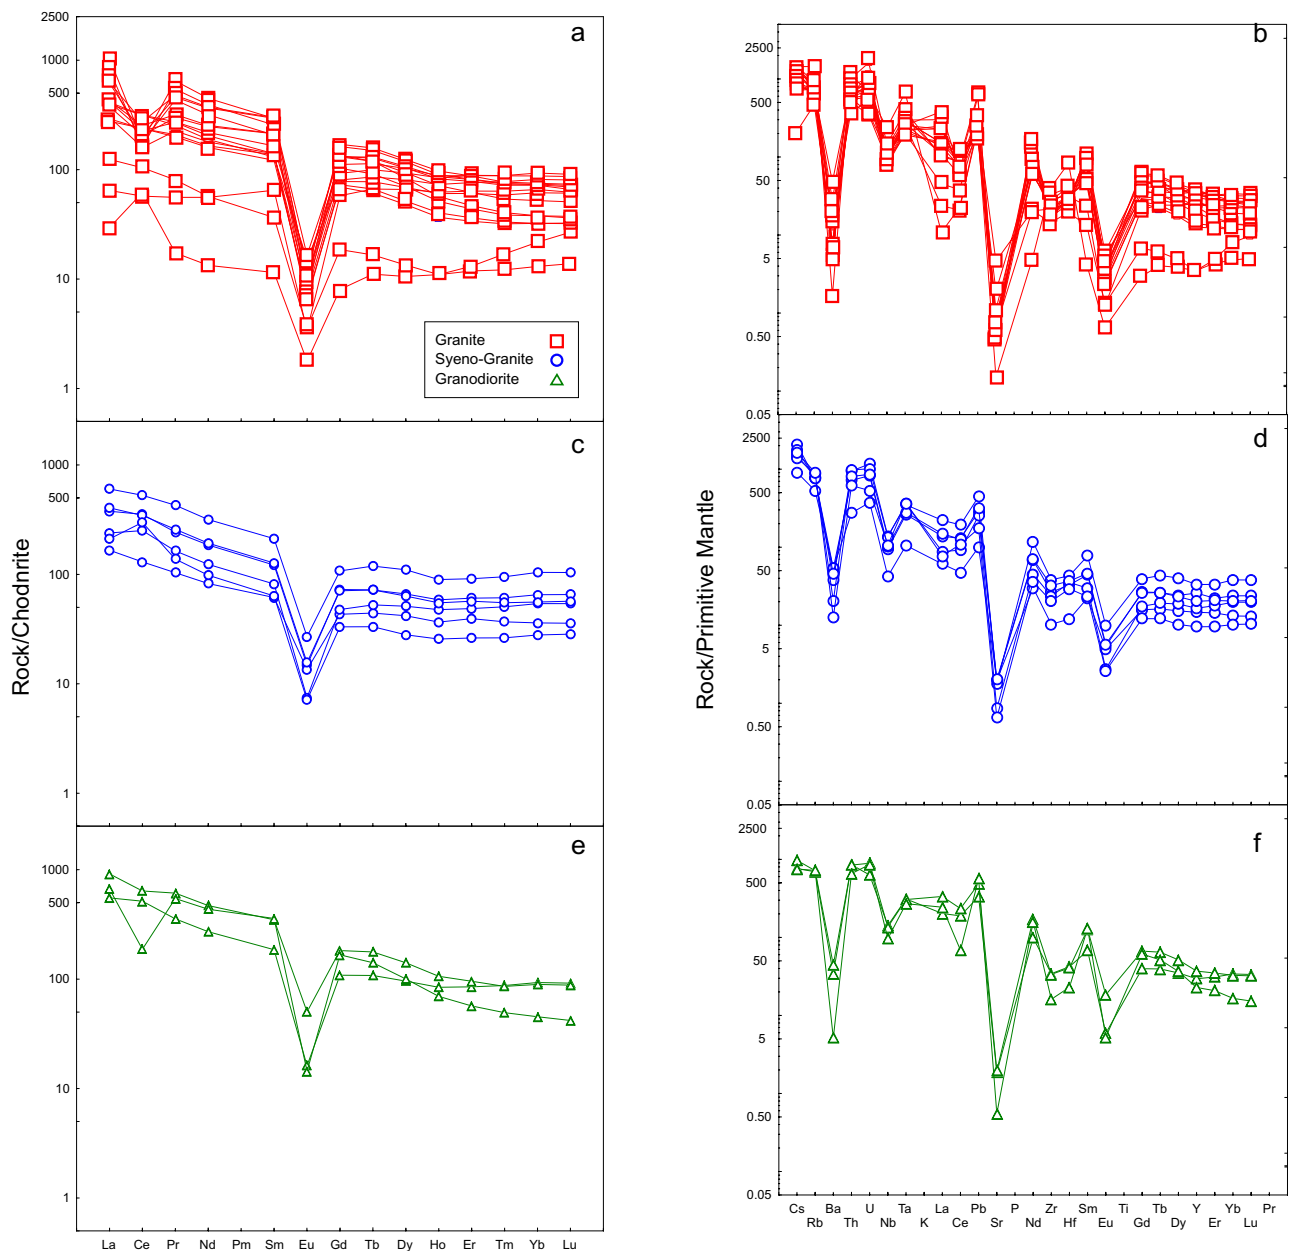 a
2500
1000
500
100
10
1
Granite
Syeno-Granite
Granodiorite
b
2500
500
50
5
0.50
0.05
c
1000
500
100
10
1
d
2500
500
50
5
0.50
0.05
Rock/Chodnrite
Rock/Primitive Mantle
e
1000
500
100
10
1
La Ce Pr Nd Pm Sm Eu Gd Tb Dy Ho Er Tm Yb Lu
f
2500
500
50
5
0.50
0.05
Cs Ba U Ta La Pb P Zr Sm Ti Tb Y Yb Pr
Rb Th Nb K Ce Sr Nd Hf Eu Gd Dy Er Lu